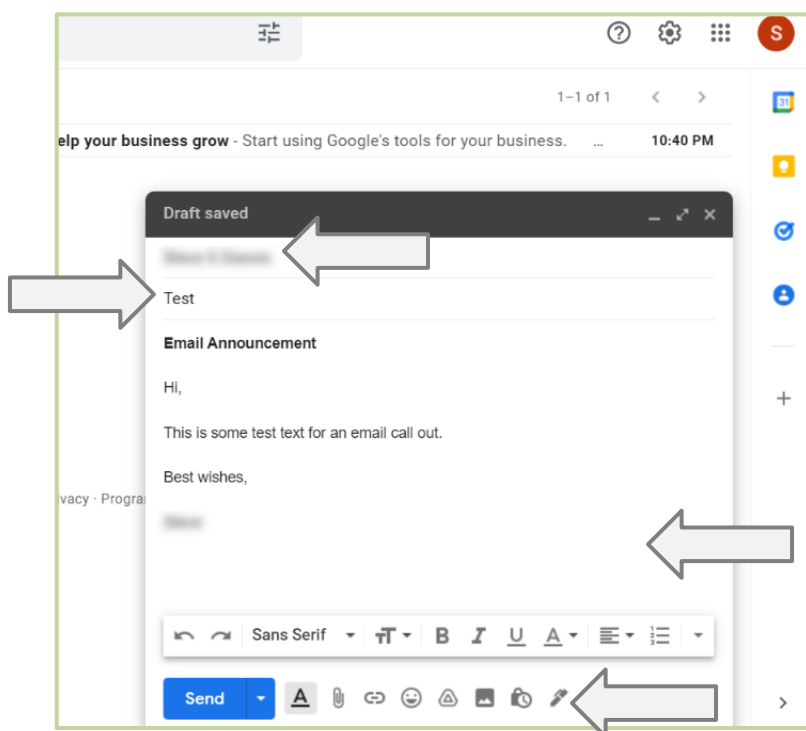 S
1–1 of 1
elp your business grow - Start using Google's tools for your business. ... 10:40 PM
31
Draft saved
Test
Email Announcement
Hi,
This is some test text for an email call out.
Best wishes,
vacy · Progra
Sans Serif
B I U A
Send A